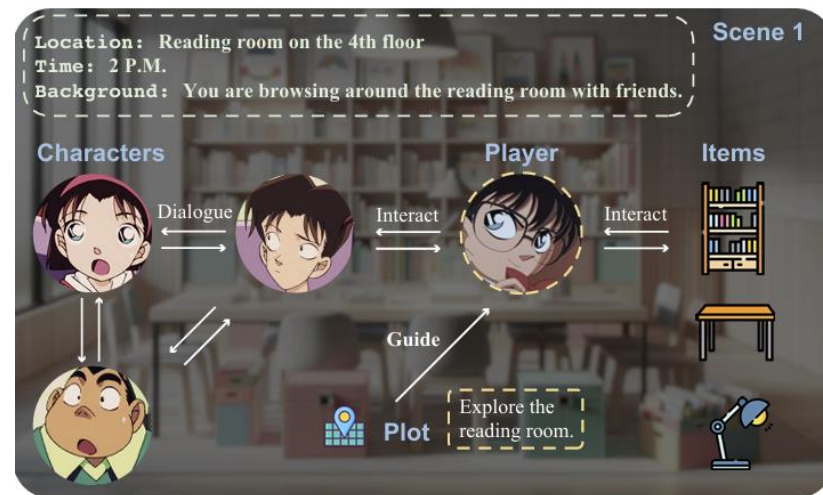 Scene 1
Location: Reading room on the 4th floor
Time: 2 P.M.
Background: You are browsing around the reading room with friends.
Characters
Player
Items
Dialogue
Interact
Interact
Guide
Plot
Explore the
reading room.